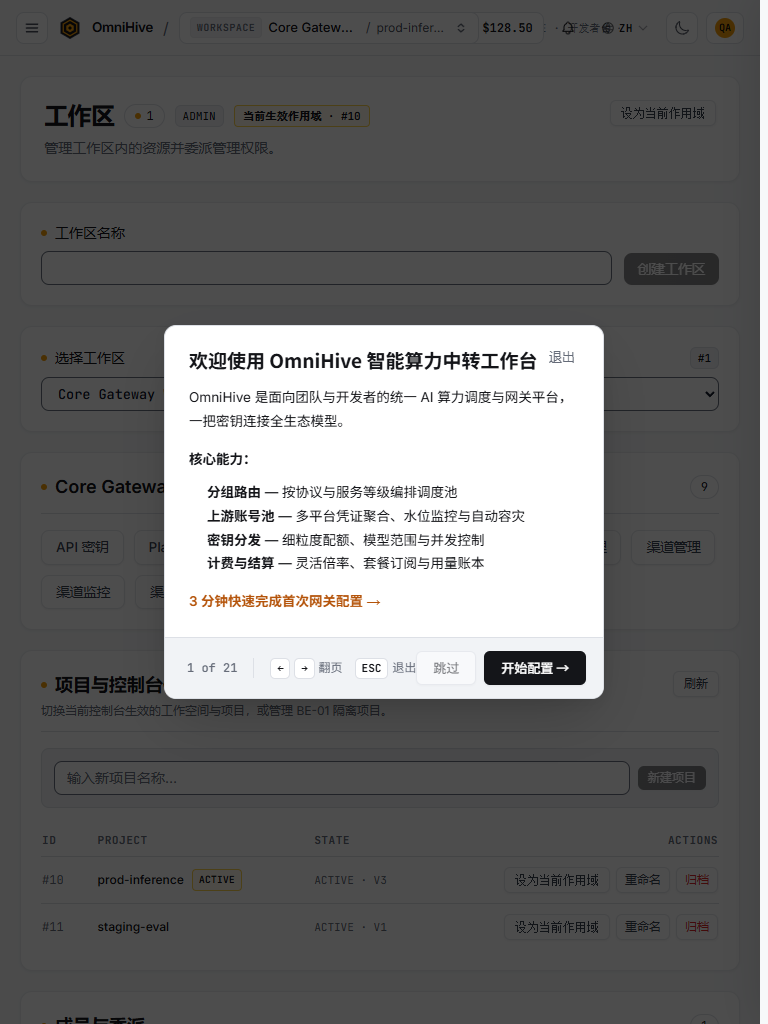 OmniHive / WORKSPACE Core Gatew... / prod-infer... $128.50 开发者 ZH QA
工作区 1 ADMIN 当前生效作用域 · #10 设为当前作用域
管理工作区内的资源并委派管理权限。
工作区名称
创建工作区
选择工作区 #1
Core Gateway
欢迎使用 OmniHive 智能算力中转工作台 退出
OmniHive 是面向团队与开发者的统一 AI 算力调度与网关平台，
一把密钥连接全生态模型。
核心能力：
分组路由 — 按协议与服务等级编排调度池
上游账号池 — 多平台凭证聚合、水位监控与自动容灾
密钥分发 — 细粒度配额、模型范围与并发控制
计费与结算 — 灵活倍率、套餐订阅与用量账本
3 分钟快速完成首次网关配置 →
1 of 21 ← → 翻页 ESC 退出 跳过 开始配置 →
Core Gatewa 9
API 密钥 Pla 渠道管理
渠道监控 渠
项目与控制台 刷新
切换当前控制台生效的工作空间与项目，或管理 BE-01 隔离项目。
输入新项目名称... 新建项目
ID PROJECT STATE ACTIONS
#10 prod-inference ACTIVE ACTIVE · V3 设为当前作用域 重命名 归档
#11 staging-eval ACTIVE · V1 设为当前作用域 重命名 归档
成员与委派